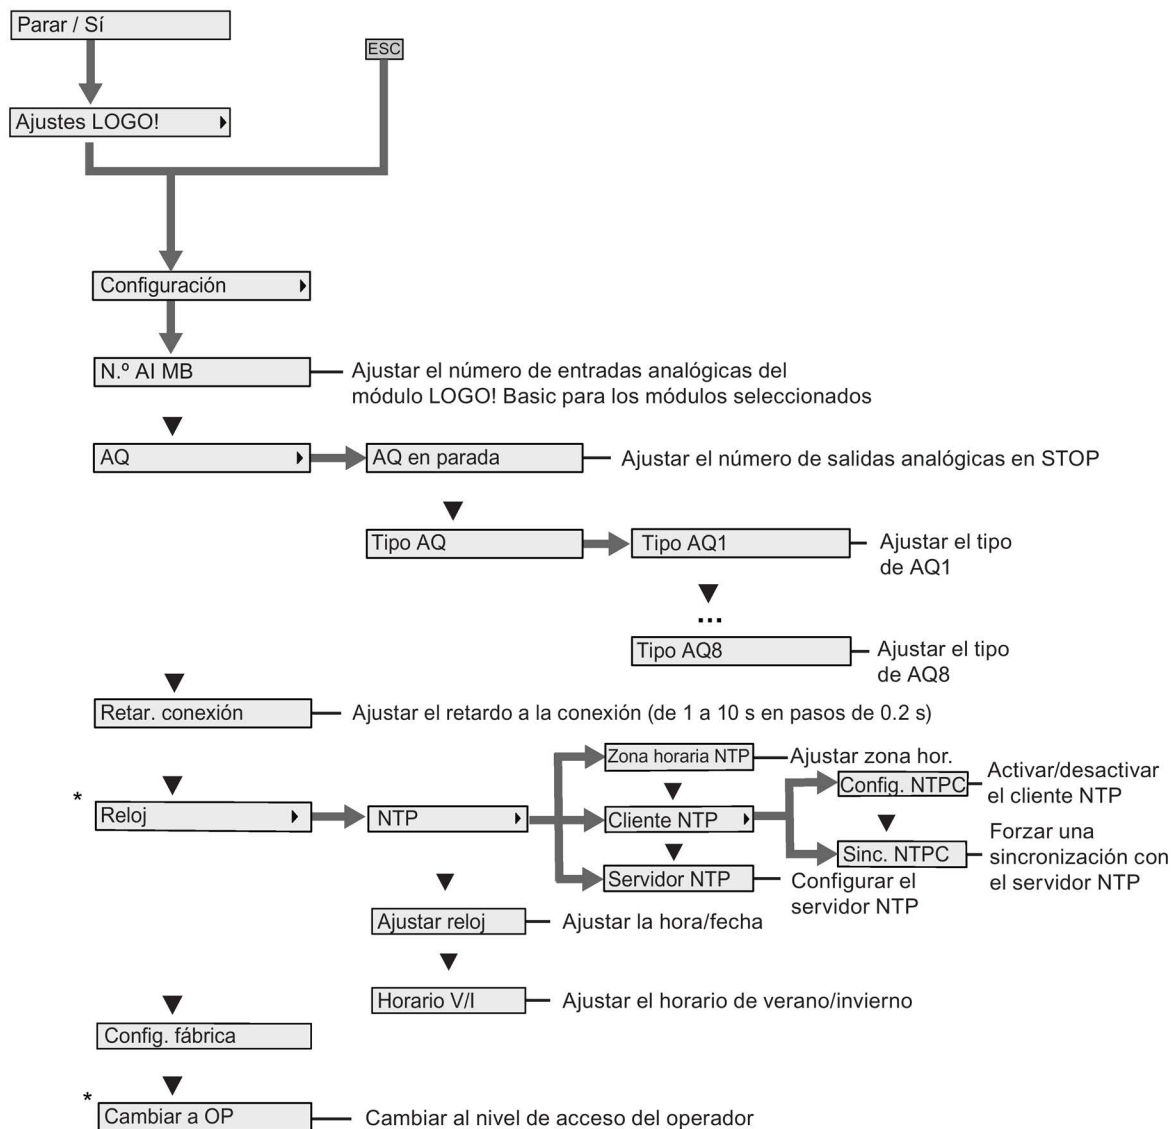 Parar / Sí
ESC
Ajustes LOGO!
Configuración
N.º AI MB
Ajustar el número de entradas analógicas del
módulo LOGO! Basic para los módulos seleccionados
AQ
AQ en parada
Ajustar el número de salidas analógicas en STOP
Tipo AQ
Tipo AQ1
Ajustar el tipo
de AQ1
...
Tipo AQ8
Ajustar el tipo
de AQ8
Retar. conexión
Ajustar el retardo a la conexión (de 1 a 10 s en pasos de 0.2 s)
* Reloj
NTP
Zona horaria NTP
Ajustar zona hor.
Cliente NTP
Config. NTPC
Activar/desactivar
el cliente NTP
Sinc. NTPC
Forzar una
sincronización con
el servidor NTP
Servidor NTP
Configurar el
servidor NTP
Ajustar reloj
Ajustar la hora/fecha
Horario V/I
Ajustar el horario de verano/invierno
Config. fábrica
* Cambiar a OP
Cambiar al nivel de acceso del operador